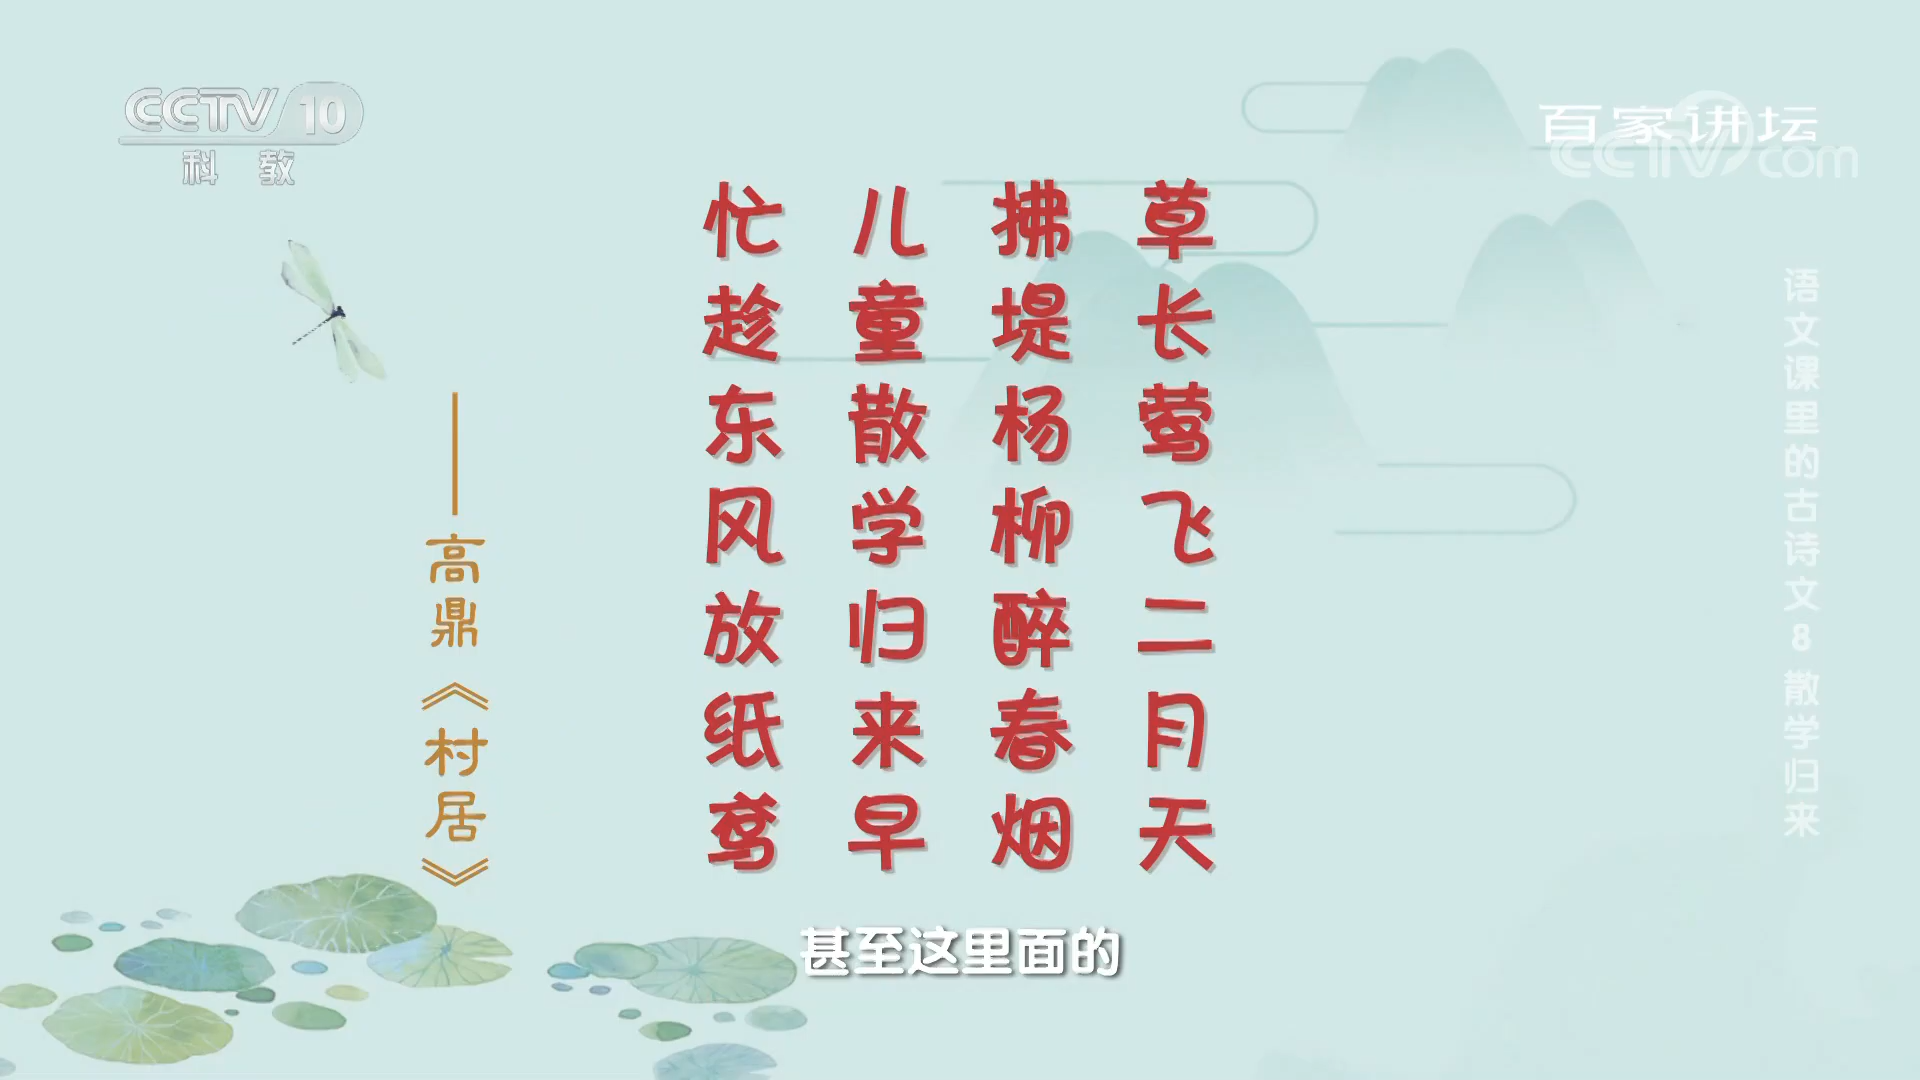 CCTV 10
科教
百家讲坛
CCTV.com
草长莺飞二月天
拂堤杨柳醉春烟
儿童散学归来早
忙趁东风放纸鸢
——高鼎《村居》
语文课里的古诗文8 散学归来
甚至这里面的